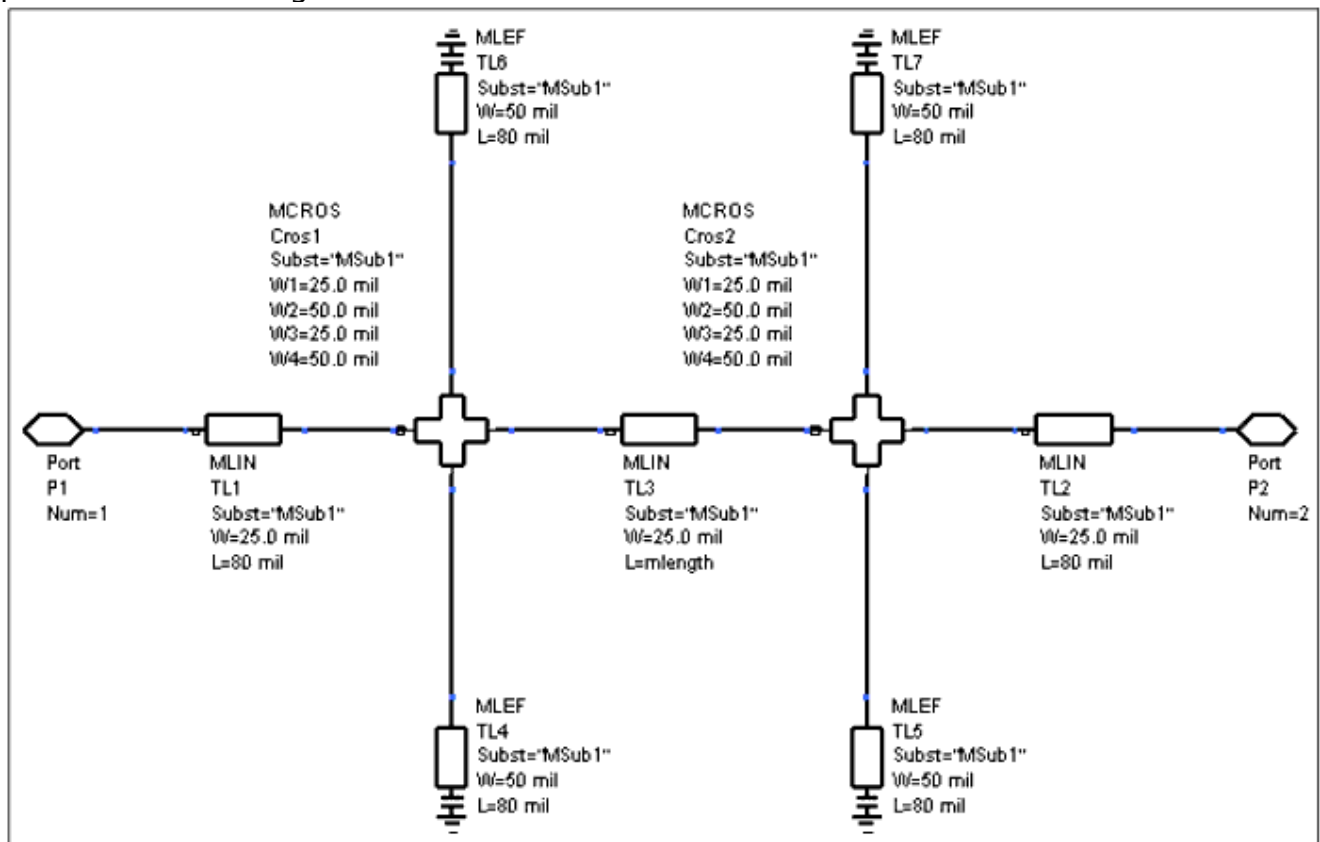 MLEF
TL6
Subst="MSub1"
W=50 mil
L=80 mil
MLEF
TL7
Subst="MSub1"
W=50 mil
L=80 mil
MCROS
Cros1
Subst="MSub1"
W1=25.0 mil
W2=50.0 mil
W3=25.0 mil
W4=50.0 mil
MCROS
Cros2
Subst="MSub1"
W1=25.0 mil
W2=50.0 mil
W3=25.0 mil
W4=50.0 mil
Port
P1
Num=1
MLIN
TL1
Subst="MSub1"
W=25.0 mil
L=80 mil
MLIN
TL3
Subst="MSub1"
W=25.0 mil
L=mlength
MLIN
TL2
Subst="MSub1"
W=25.0 mil
L=80 mil
Port
P2
Num=2
MLEF
TL4
Subst="MSub1"
W=50 mil
L=80 mil
MLEF
TL5
Subst="MSub1"
W=50 mil
L=80 mil